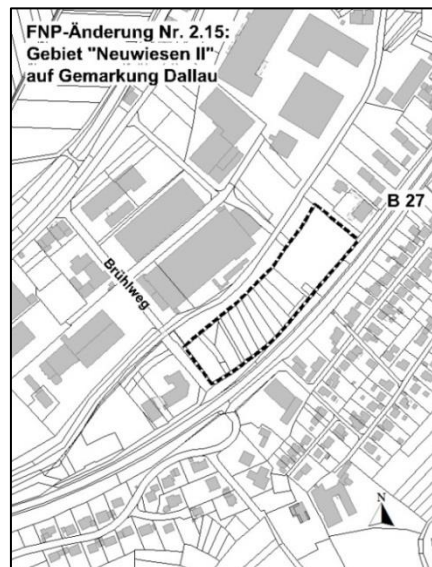 FNP-Änderung Nr. 2.15:
Gebiet "Neuwiesen II"
auf Gemarkung Dallau
B 27
Brühlweg
N